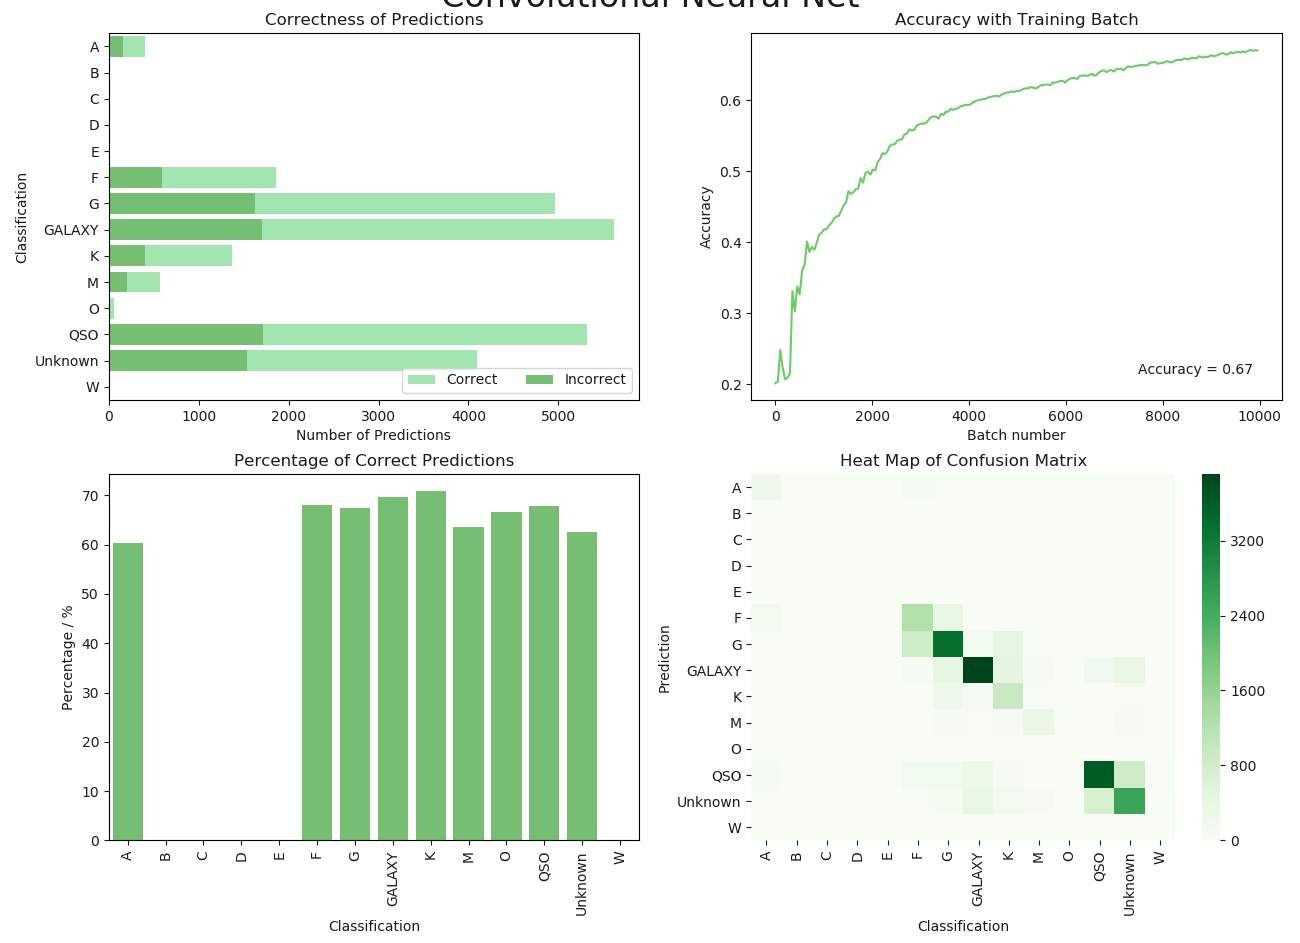 Convolutional Neural Net
Correctness of Predictions
Classification
A
B
C
D
E
F
G
GALAXY
K
M
O
QSO
Unknown
W
Correct Incorrect
0 1000 2000 3000 4000 5000
Number of Predictions
Accuracy with Training Batch
Accuracy
0.6
0.5
0.4
0.3
0.2
Accuracy = 0.67
0 2000 4000 6000 8000 10000
Batch number
Percentage of Correct Predictions
Percentage / %
70
60
50
40
30
20
10
0
A B C D E F G GALAXY K M O QSO Unknown W
Classification
Heat Map of Confusion Matrix
Prediction
A
B
C
D
E
F
G
GALAXY
K
M
O
QSO
Unknown
W
A B C D E F G GALAXY K M O QSO Unknown W
Classification
3200
2400
1600
800
0